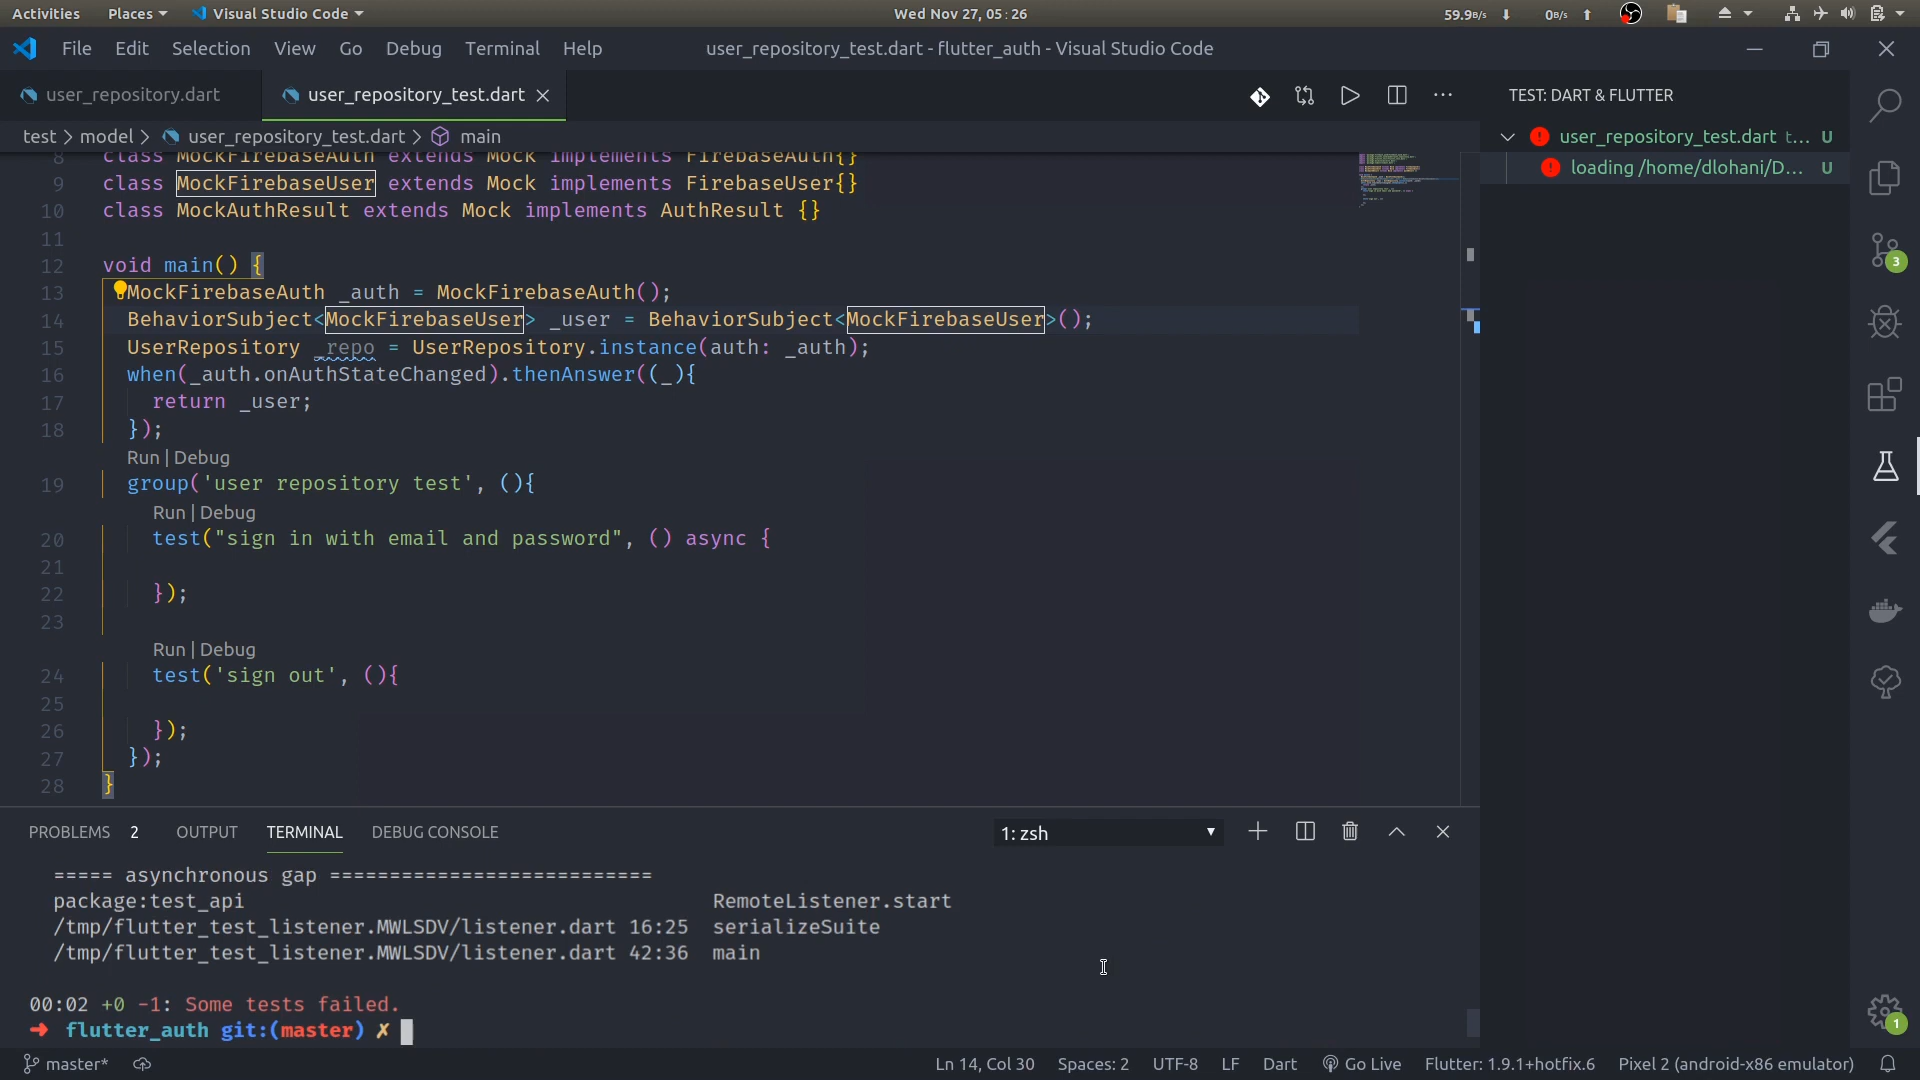 Activities Places Visual Studio Code Wed Nov 27, 05:26 59.9B/s 0B/s
File Edit Selection View Go Debug Terminal Help user_repository_test.dart - flutter_auth - Visual Studio Code
user_repository.dart user_repository_test.dart TEST: DART & FLUTTER
test > model > user_repository_test.dart > main
user_repository_test.dart t... U
loading /home/dlohani/D... U
8 class MockFirebaseAuth extends Mock implements FirebaseAuth{}
9 class MockFirebaseUser extends Mock implements FirebaseUser{}
10 class MockAuthResult extends Mock implements AuthResult {}
11
12 void main() {
13 MockFirebaseAuth _auth = MockFirebaseAuth();
14 BehaviorSubject<MockFirebaseUser> _user = BehaviorSubject<MockFirebaseUser>();
15 UserRepository _repo = UserRepository.instance(auth: _auth);
16 when(_auth.onAuthStateChanged).thenAnswer((_){
17 return _user;
18 });
Run | Debug
19 group('user repository test', (){
Run | Debug
20 test("sign in with email and password", () async {
21
22 });
23
Run | Debug
24 test('sign out', (){
25
26 });
27 });
28 }
3
1
PROBLEMS 2 OUTPUT TERMINAL DEBUG CONSOLE 1: zsh
===== asynchronous gap ===========================
package:test_api RemoteListener.start
/tmp/flutter_test_listener.MWLSDV/listener.dart 16:25 serializeSuite
/tmp/flutter_test_listener.MWLSDV/listener.dart 42:36 main
00:02 +0 -1: Some tests failed.
➜ flutter_auth git:(master) ✗
master* Ln 14, Col 30 Spaces: 2 UTF-8 LF Dart Go Live Flutter: 1.9.1+hotfix.6 Pixel 2 (android-x86 emulator)